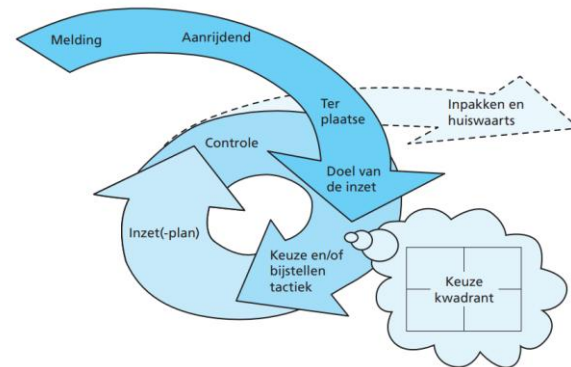 Melding
Aanrijdend
Ter
plaatse
Inpakken en
huiswaarts
Controle
Doel van
de inzet
Inzet(-plan)
Keuze en/of
bijstellen
tactiek
Keuze
kwadrant